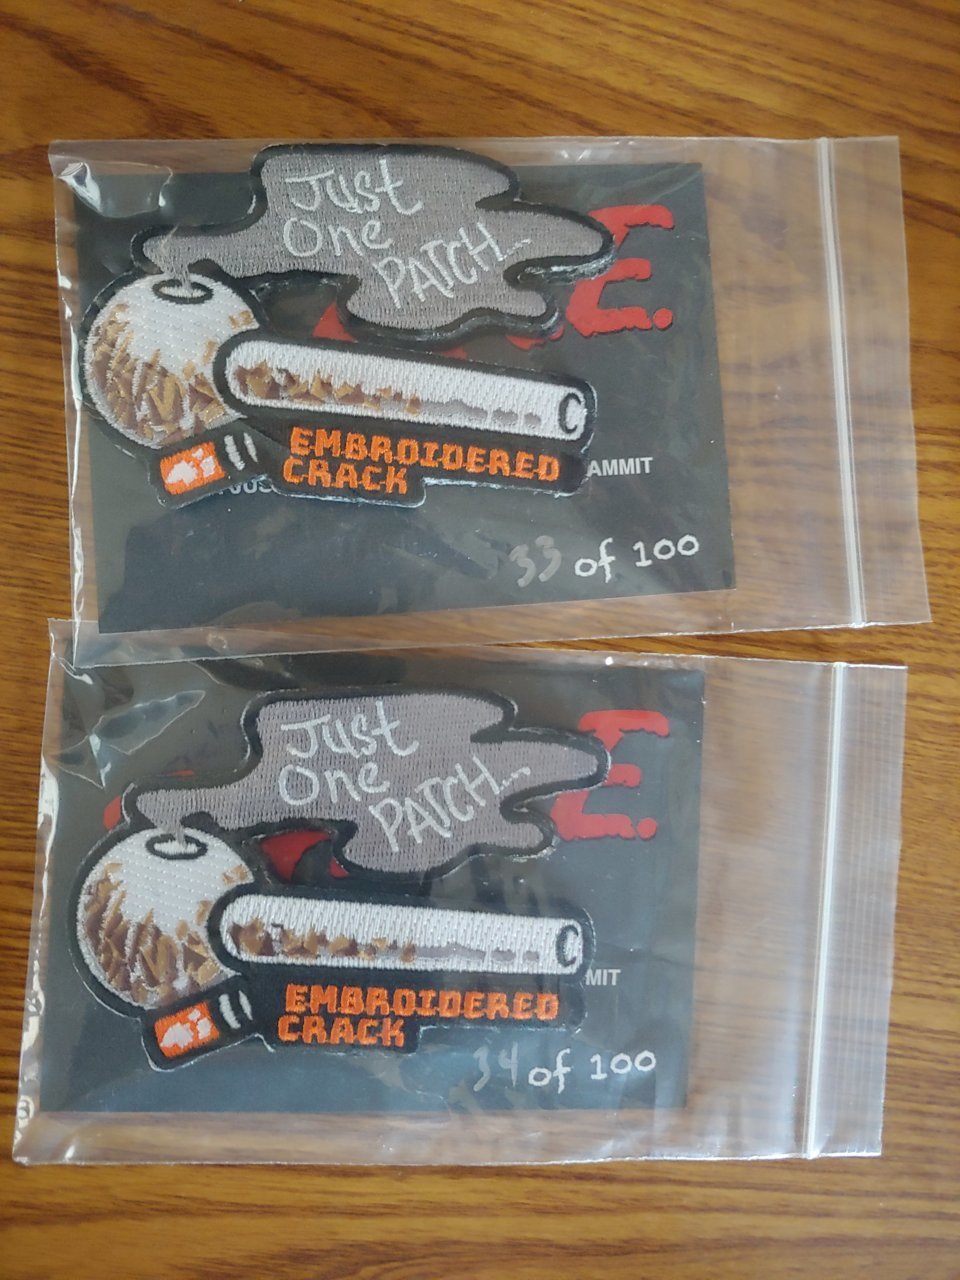 Just
One
PATCH...
E.
EMBROIDERED
CRACK
AMMIT
33 of 100
Just
One
PATCH...
E.
EMBROIDERED
CRACK
MIT
34 of 100